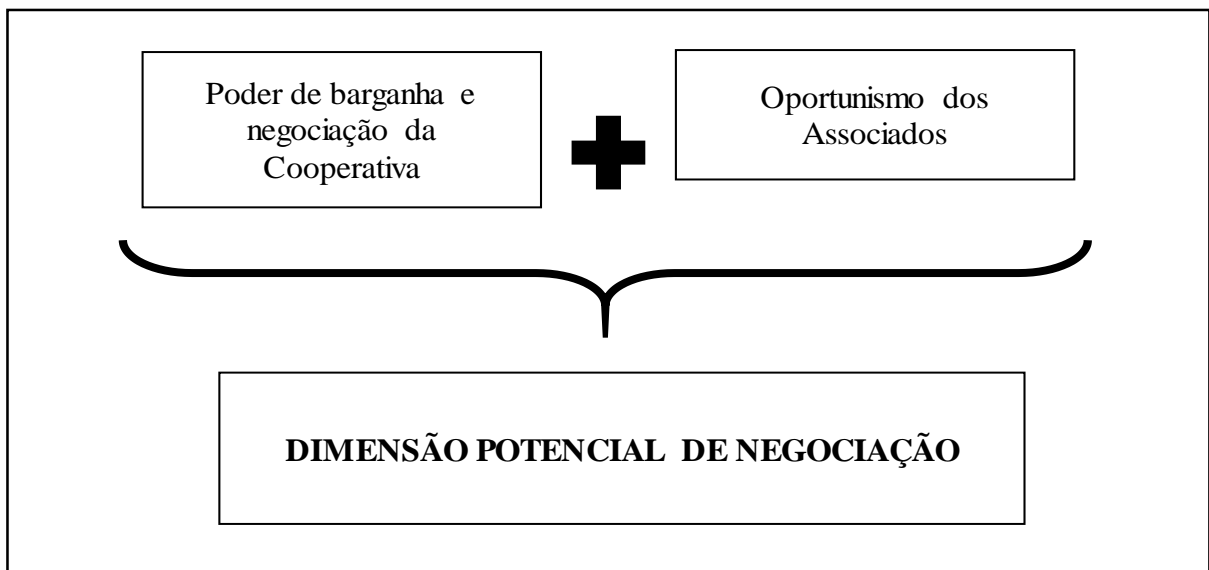 Poder de barganha e
negociação da
Cooperativa
Oportunismo dos
Associados
DIMENSÃO POTENCIAL DE NEGOCIAÇÃO